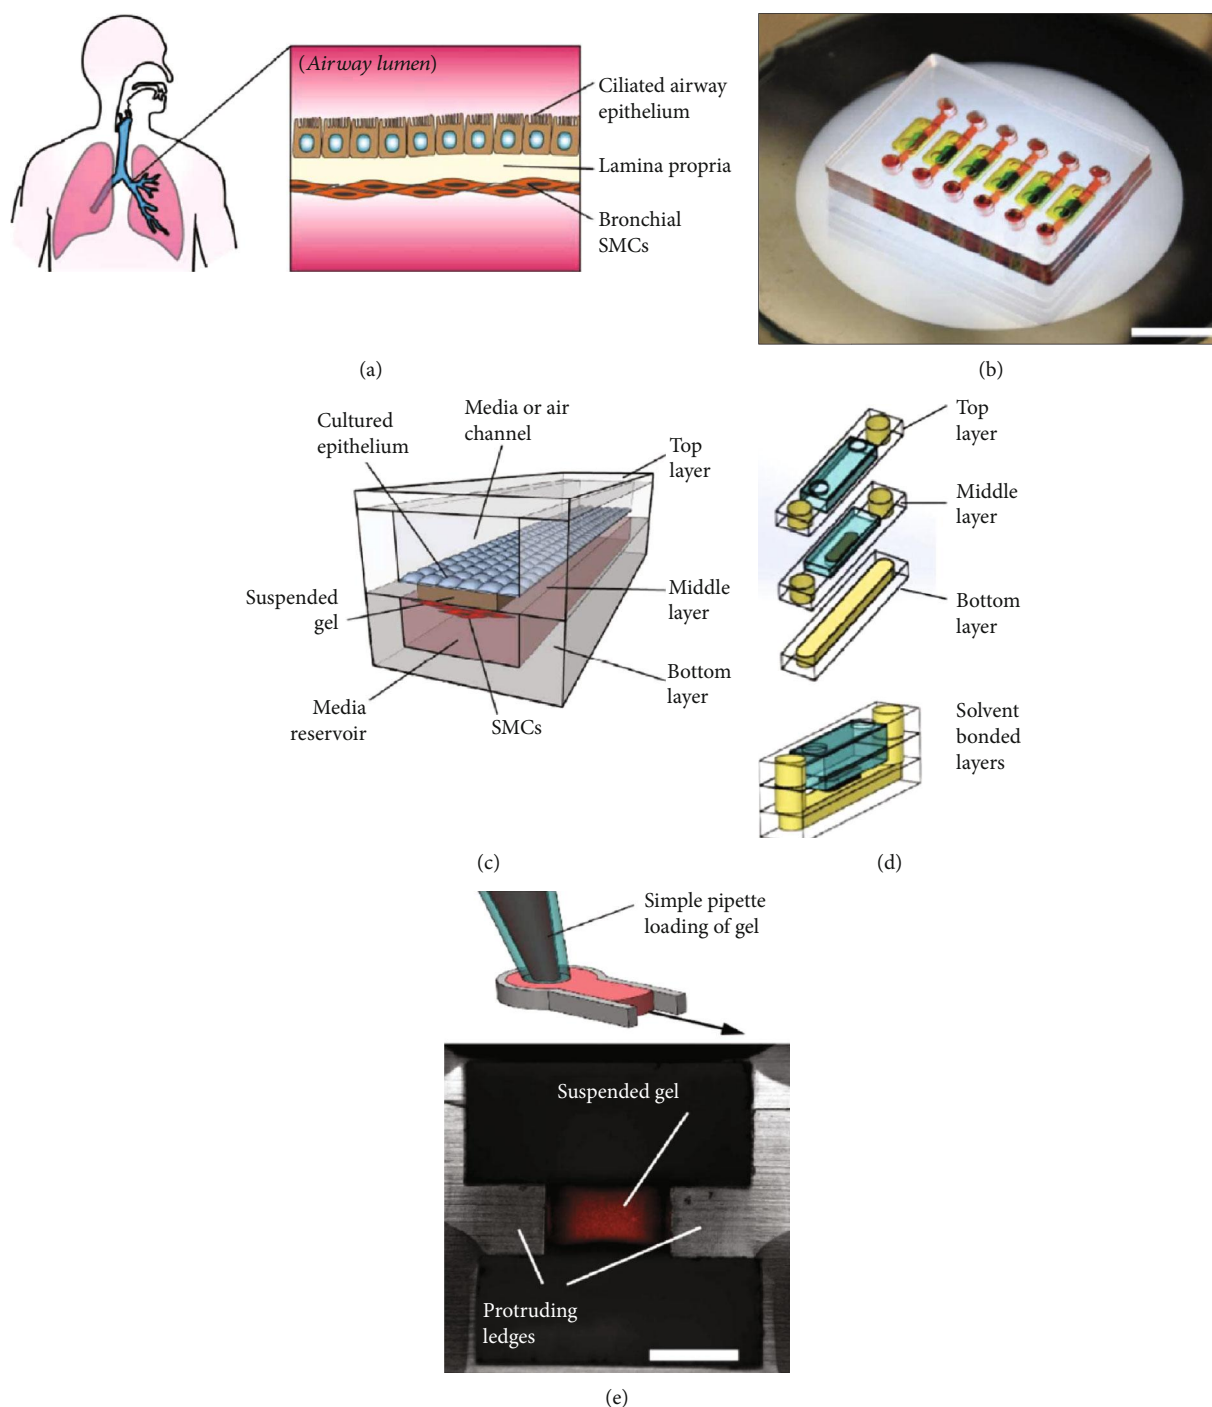 (Airway lumen)
Ciliated airway
epithelium
Lamina propria
Bronchial
SMCs
(a)
(b)
Cultured
epithelium
Media or air
channel
Top
layer
Suspended
gel
Middle
layer
Bottom
layer
Media
reservoir
SMCs
(c)
Top
layer
Middle
layer
Bottom
layer
Solvent
bonded
layers
(d)
Simple pipette
loading of gel
Suspended gel
Protruding
ledges
(e)